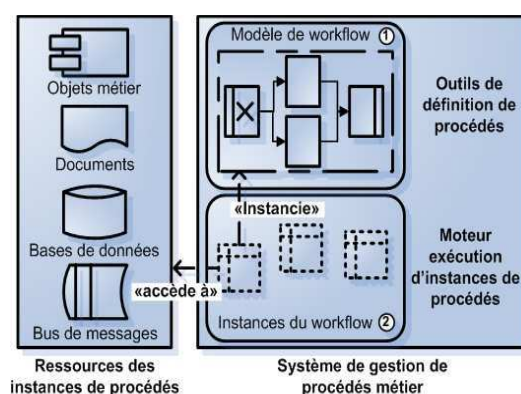 Objets métier
Documents
Bases de données
Bus de messages
Ressources des
instances de procédés
Modèle de workflow 1
Outils de
définition de
procédés
«Instancie»
«accède à»
Moteur
exécution
d'instances de
procédés
Instances du workflow 2
Système de gestion de
procédés métier